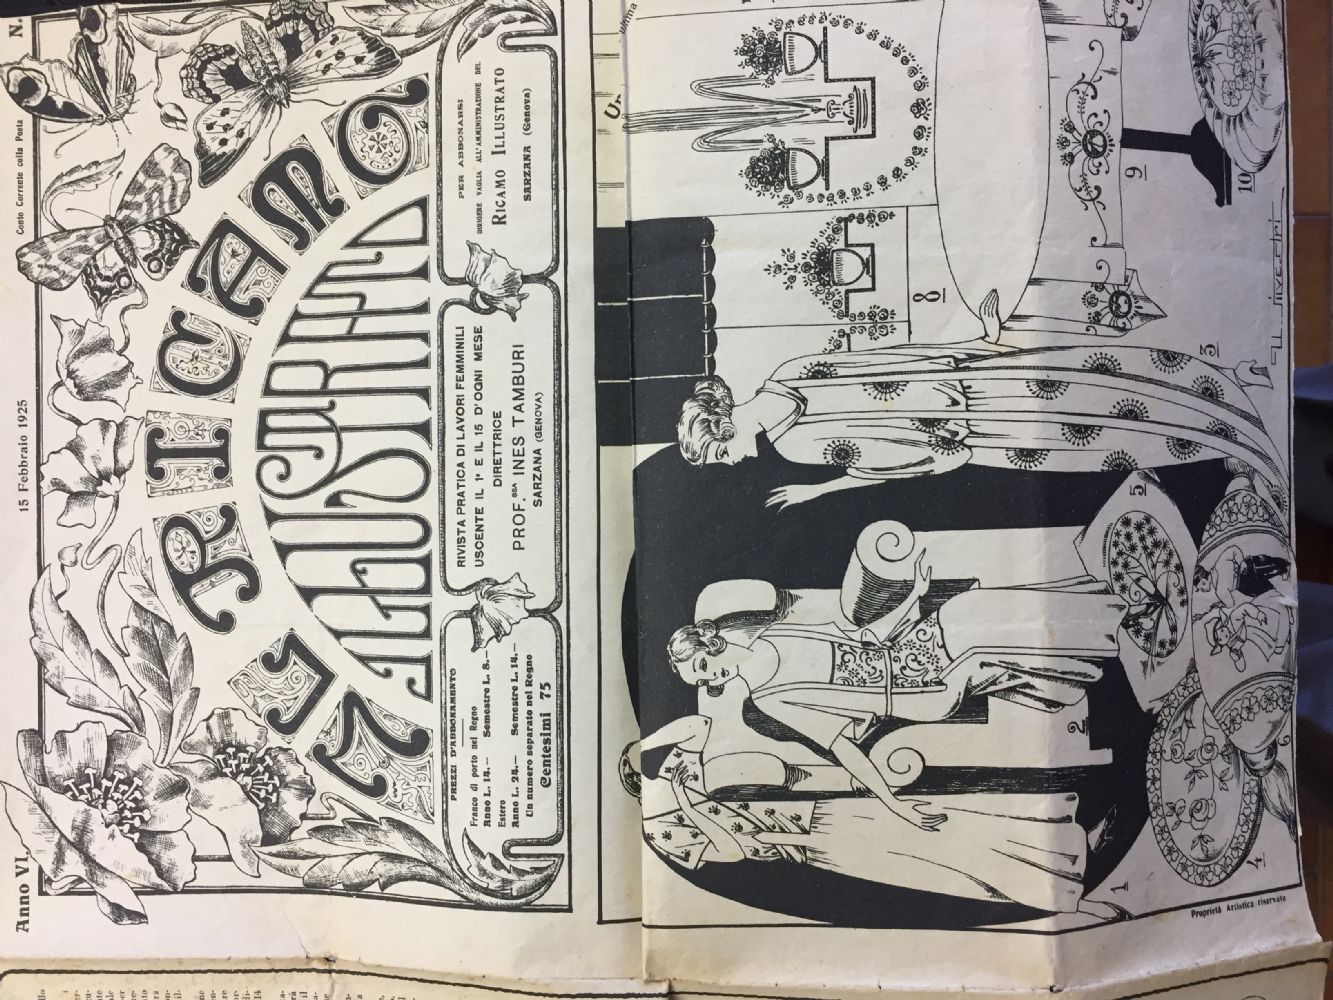 Anno VI.
15 Febbraio 1925
Conto Corrente colla Posta
N.
IL RICAMO
ILLUSTRATO
PREZZI D'ABBONAMENTO
Franco di porto nel Regno
Anno L. 14.— Semestre L. 8.—
Estero
Anno L. 24.— Semestre L. 14.—
Un numero separato nel Regno
Centesimi 75
RIVISTA PRATICA DI LAVORI FEMMINILI
USCENTE IL 1° E IL 15 D'OGNI MESE
DIRETTRICE
PROF.SSA INES TAMBURI
SARZANA (GENOVA)
PER ABBONARSI
DIRIGERE VAGLIA ALL'AMMINISTRAZIONE DEL
RICAMO ILLUSTRATO
SARZANA (Genova)
ultima
8
9
10
3
5
2
1
4
Silvestri
Proprietà Artistica riservata